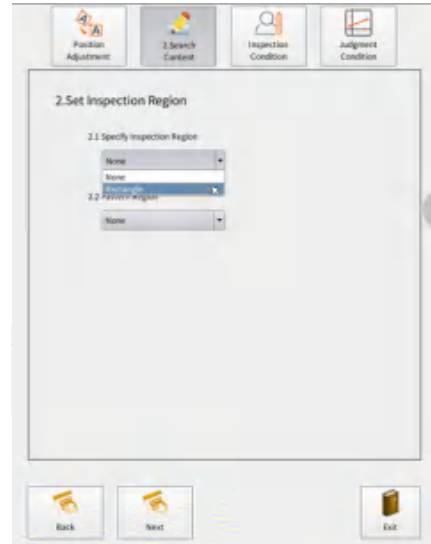 Position
Adjustment
2.Search
Content
Inspection
Condition
Judgment
Condition
2.Set Inspection Region
2.1 Specify Inspection Region
None
None
Rectangle
2.2 Pattern Region
None
Back
Next
Exit